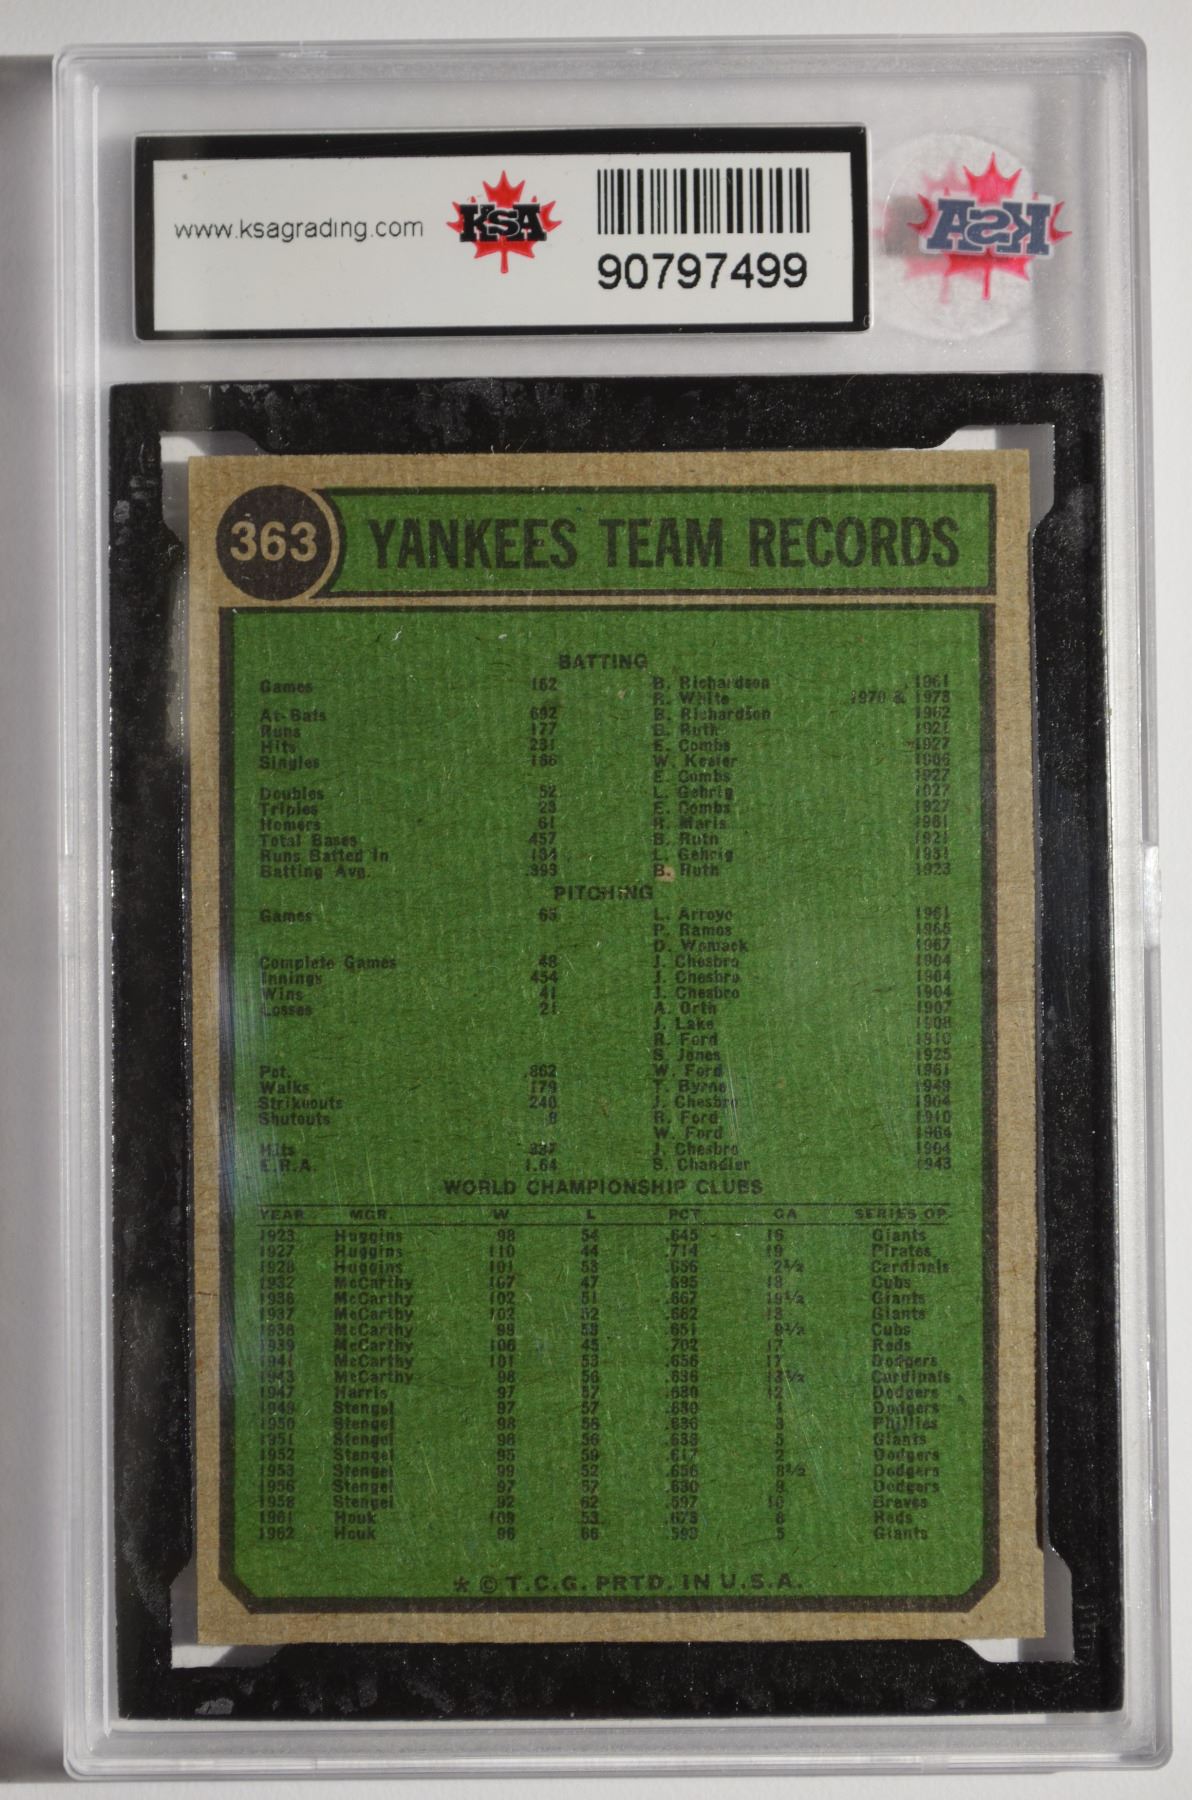 www.ksagrading.com
KSA
90797499
KSA
363 YANKEES TEAM RECORDS
BATTING
Games 162 B. Richardson 1961
R. White 1970 & 1973
At-Bats 692 B. Richardson 1962
Runs 177 B. Ruth 1921
Hits 231 E. Combs 1927
Singles 166 W. Keeler 1906
E. Combs 1927
Doubles 52 L. Gehrig 1927
Triples 23 E. Combs 1927
Homers 61 R. Maris 1961
Total Bases 457 B. Ruth 1921
Runs Batted In 184 L. Gehrig 1931
Batting Avg. .393 B. Ruth 1923
PITCHING
Games 65 L. Arroyo 1961
P. Ramos 1965
D. Womack 1967
Complete Games 48 J. Chesbro 1904
Innings 454 J. Chesbro 1904
Wins 41 J. Chesbro 1904
Losses 21 A. Orth 1907
J. Lake 1908
R. Ford 1910
S. Jones 1925
Pct. .862 W. Ford 1961
Walks 179 T. Byrne 1949
Strikeouts 240 J. Chesbro 1904
Shutouts 8 R. Ford 1910
W. Ford 1964
Hits 337 J. Chesbro 1904
E.R.A. 1.64 S. Chandler 1943
WORLD CHAMPIONSHIP CLUBS
YEAR MGR. W L PCT GA SERIES OP.
1923 Huggins 98 54 .645 16 Giants
1927 Huggins 110 44 .714 19 Pirates
1928 Huggins 101 53 .656 2½ Cardinals
1932 McCarthy 107 47 .695 13 Cubs
1936 McCarthy 102 51 .667 19½ Giants
1937 McCarthy 102 52 .662 13 Giants
1938 McCarthy 99 53 .651 9½ Cubs
1939 McCarthy 106 45 .702 17 Reds
1941 McCarthy 101 53 .656 17 Dodgers
1943 McCarthy 98 56 .636 13½ Cardinals
1947 Harris 97 57 .630 12 Dodgers
1949 Stengel 97 57 .630 1 Dodgers
1950 Stengel 98 56 .636 3 Phillies
1951 Stengel 98 56 .636 5 Giants
1952 Stengel 95 59 .617 2 Dodgers
1953 Stengel 99 52 .656 8½ Dodgers
1956 Stengel 97 57 .630 9 Dodgers
1958 Stengel 92 62 .597 10 Braves
1961 Houk 109 53 .673 8 Reds
1962 Houk 96 66 .593 5 Giants
* © T.C.G. PRTD. IN U.S.A.